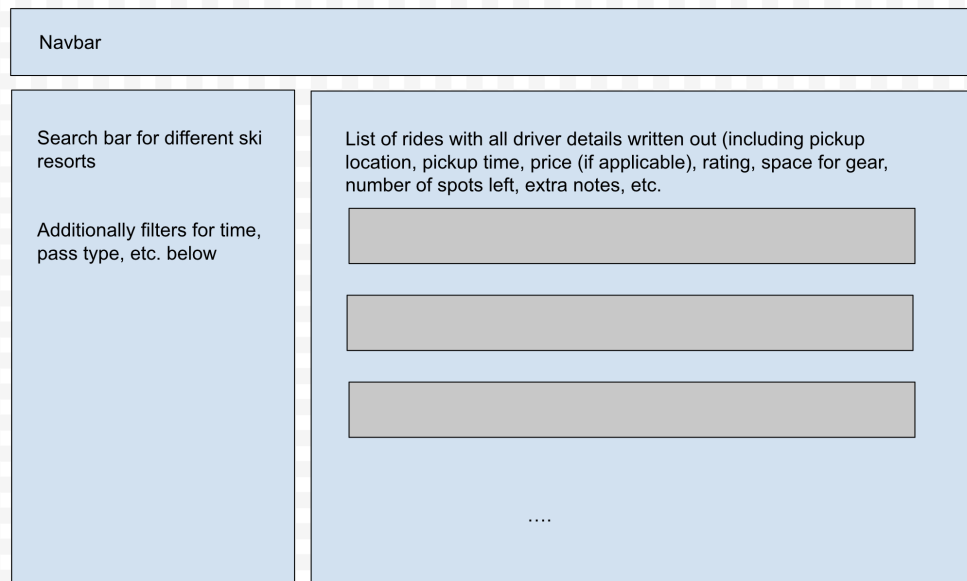 Navbar
Search bar for different ski
resorts
Additionally filters for time,
pass type, etc. below
List of rides with all driver details written out (including pickup
location, pickup time, price (if applicable), rating, space for gear,
number of spots left, extra notes, etc.
....